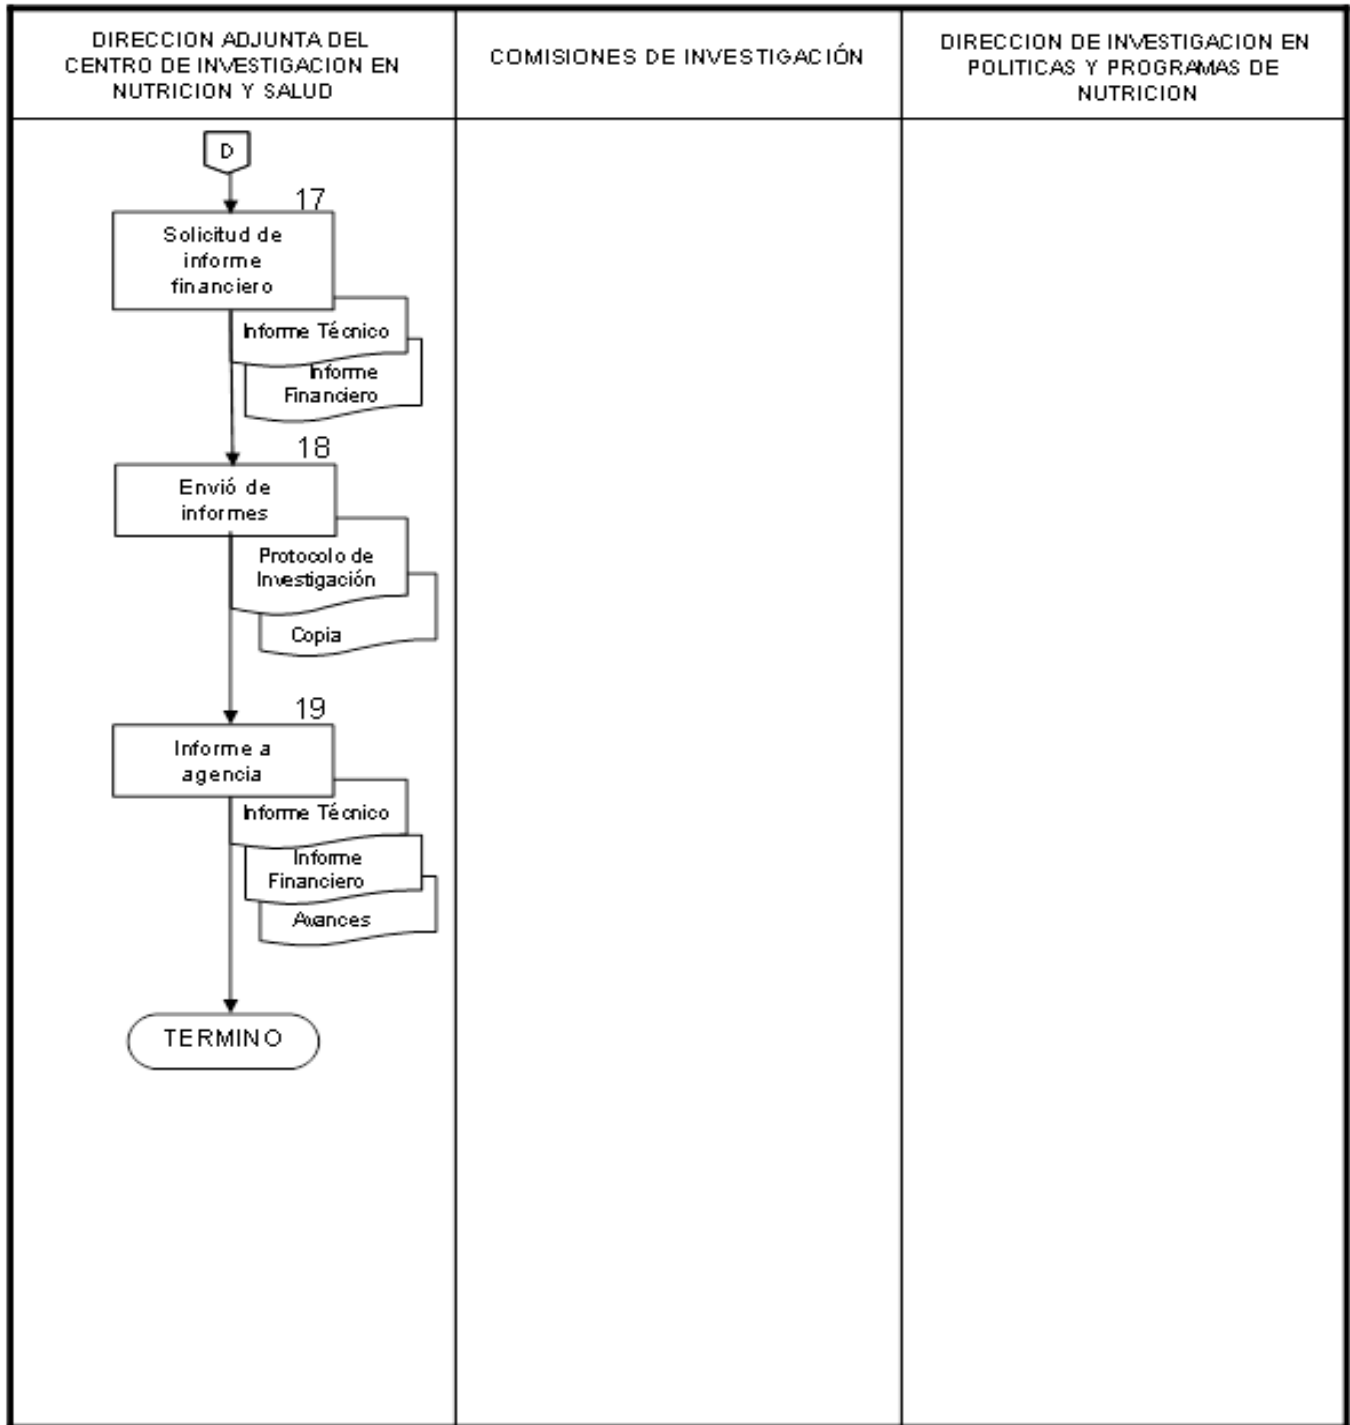 DIRECCION ADJUNTA DEL
CENTRO DE INVESTIGACION EN
NUTRICION Y SALUD
COMISIONES DE INVESTIGACIÓN
DIRECCION DE INVESTIGACION EN
POLITICAS Y PROGRAMAS DE
NUTRICION
D
17
Solicitud de
informe
financiero
Informe Técnico
Informe
Financiero
18
Envió de
informes
Protocolo de
Investigación
Copia
19
Informe a
agencia
Informe Técnico
Informe
Financiero
Avances
TERMINO